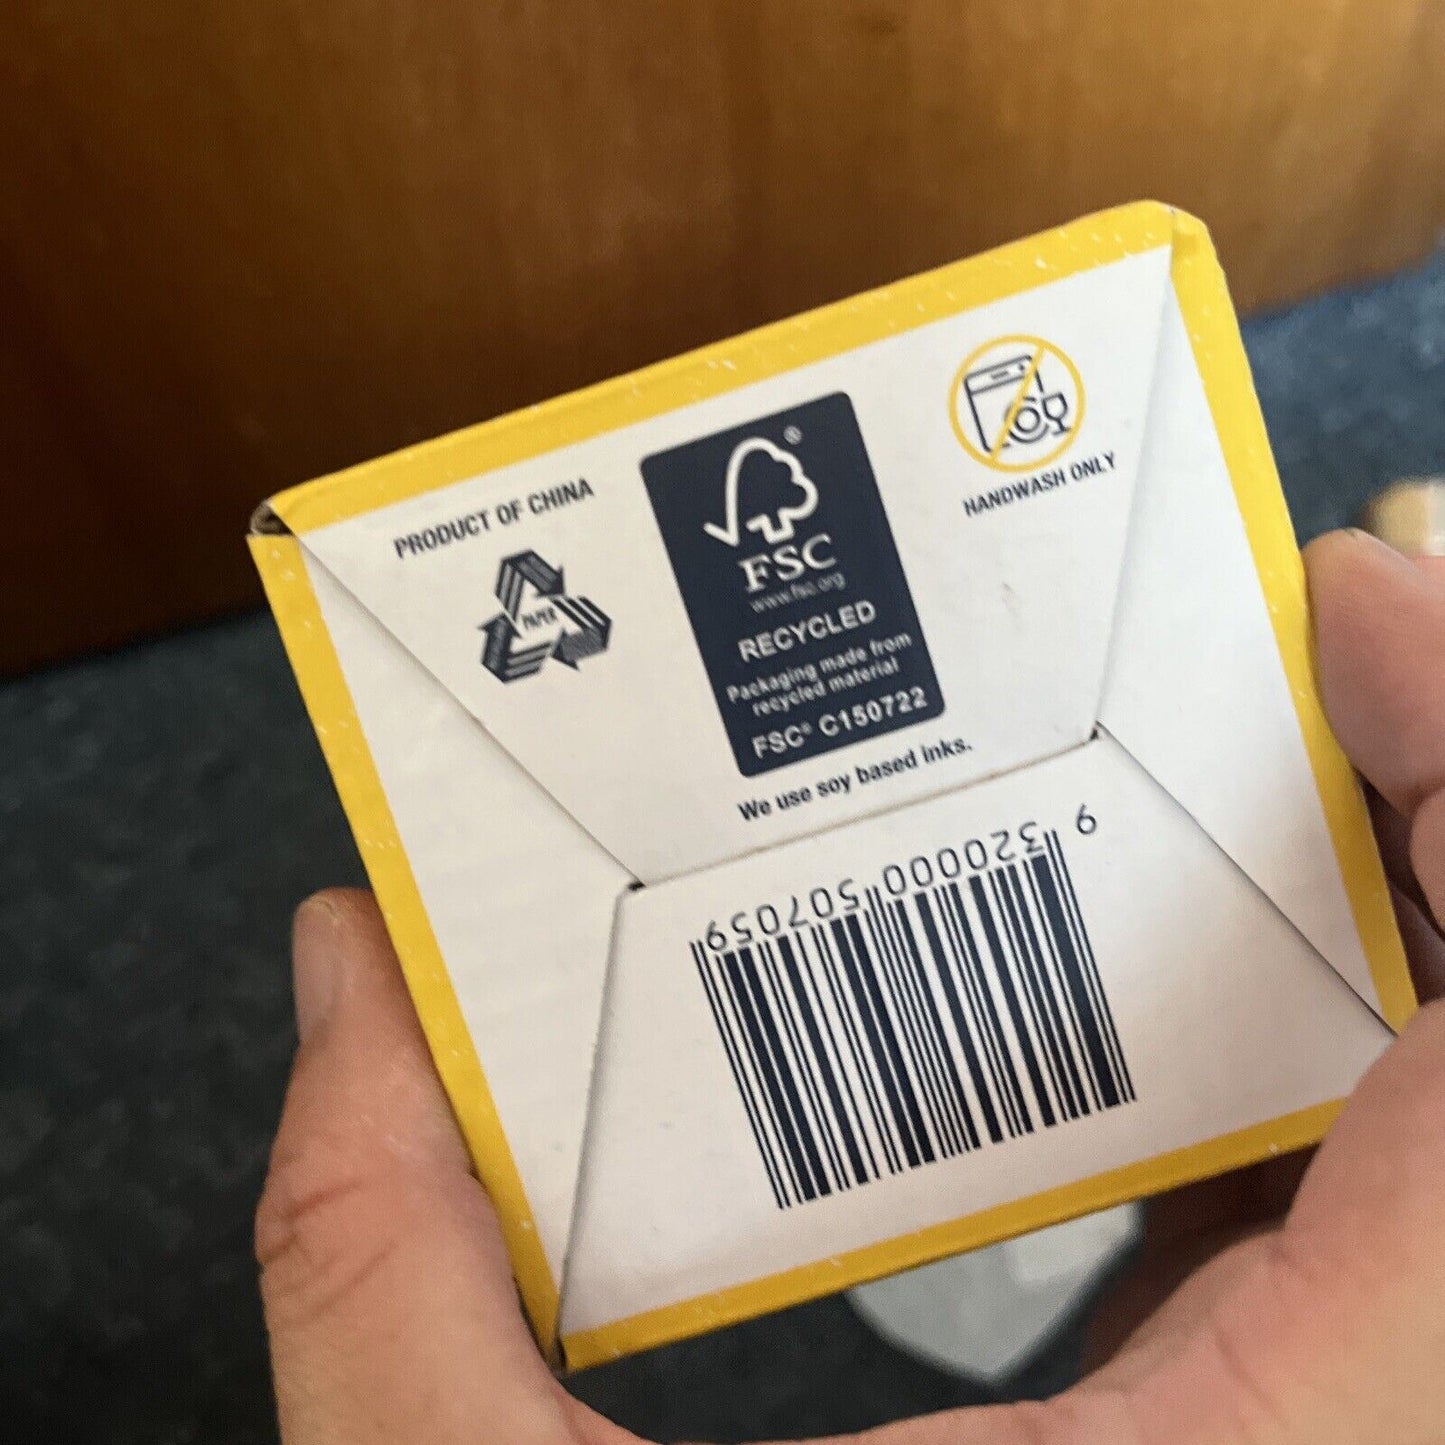 PRODUCT OF CHINA
PAPER
®
FSC
www.fsc.org
RECYCLED
Packaging made from
recycled material
FSC® C150722
HANDWASH ONLY
We use soy based inks.
9 320000 507059